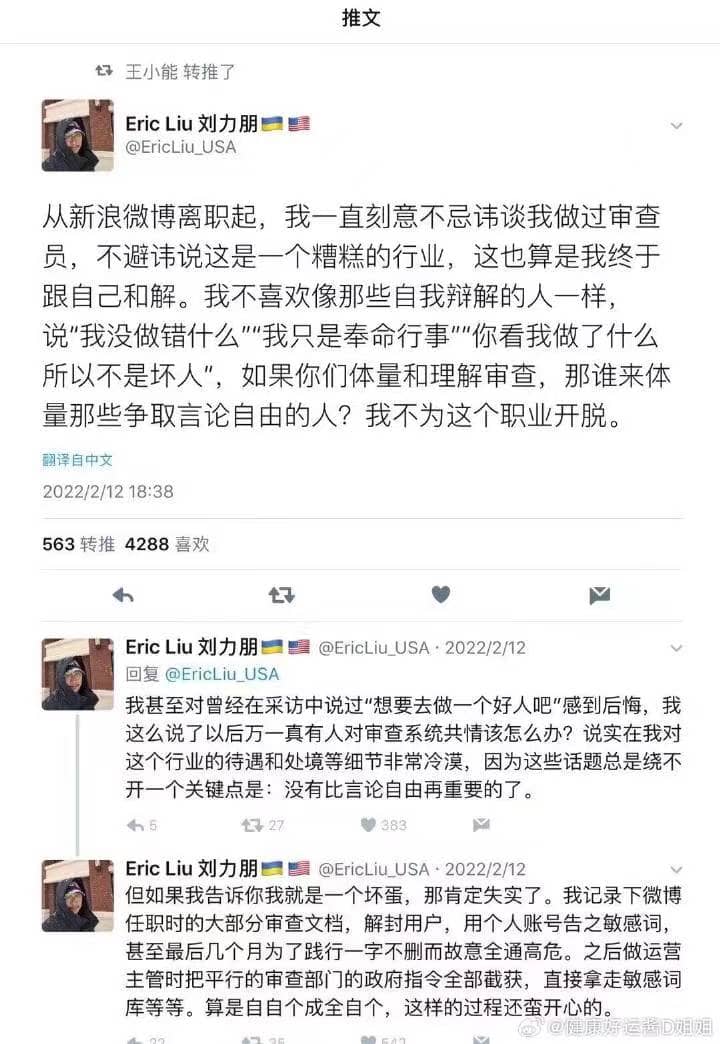 推文
王小能 转推了
Eric Liu 刘力朋🇺🇦 🇺🇸
@EricLiu_USA
从新浪微博离职起，我一直刻意不忌讳谈我做过审查
员，不避讳说这是一个糟糕的行业，这也算是我终于
跟自己和解。我不喜欢像那些自我辩解的人一样，
说“我没做错什么”“我只是奉命行事”“你看我做了什么
所以不是坏人”，如果你们体量和理解审查，那谁来体
量那些争取言论自由的人？我不为这个职业开脱。
翻译自中文
2022/2/12 18:38
563 转推 4288 喜欢
Eric Liu 刘力朋🇺🇦 🇺🇸 @EricLiu_USA · 2022/2/12
回复 @EricLiu_USA
我甚至对曾经在采访中说过“想要去做一个好人吧”感到后悔，我
这么说了以后万一真有人对审查系统共情该怎么办？说实在我对
这个行业的待遇和处境等细节非常冷漠，因为这些话题总是绕不
开一个关键点是：没有比言论自由再重要的了。
5 27 383
Eric Liu 刘力朋🇺🇦 🇺🇸 @EricLiu_USA · 2022/2/12
但如果我告诉你我就是一个坏蛋，那肯定失实了。我记录下微博
任职时的大部分审查文档，解封用户，用个人账号告之敏感词，
甚至最后几个月为了践行一字不删而故意全通高危。之后做运营
主管时把平行的审查部门的政府指令全部截获，直接拿走敏感词
库等等。算是自自个成全自个，这样的过程还蛮开心的。
@健康好运酱D姐姐